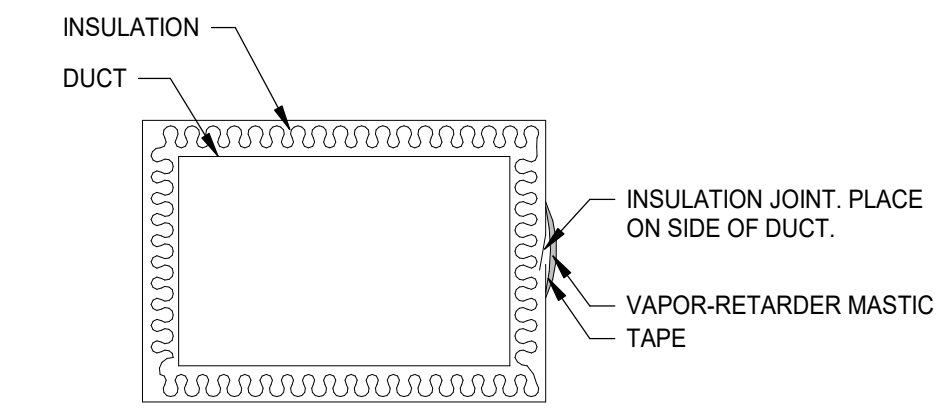 INSULATION
DUCT
INSULATION JOINT. PLACE
ON SIDE OF DUCT.
VAPOR-RETARDER MASTIC
TAPE